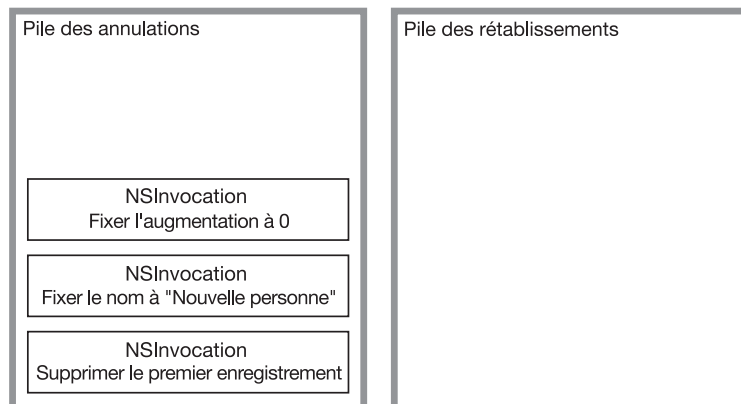 Pile des annulations
Pile des rétablissements
NSInvocation
Fixer l'augmentation à 0
NSInvocation
Fixer le nom à "Nouvelle personne"
NSInvocation
Supprimer le premier enregistrement